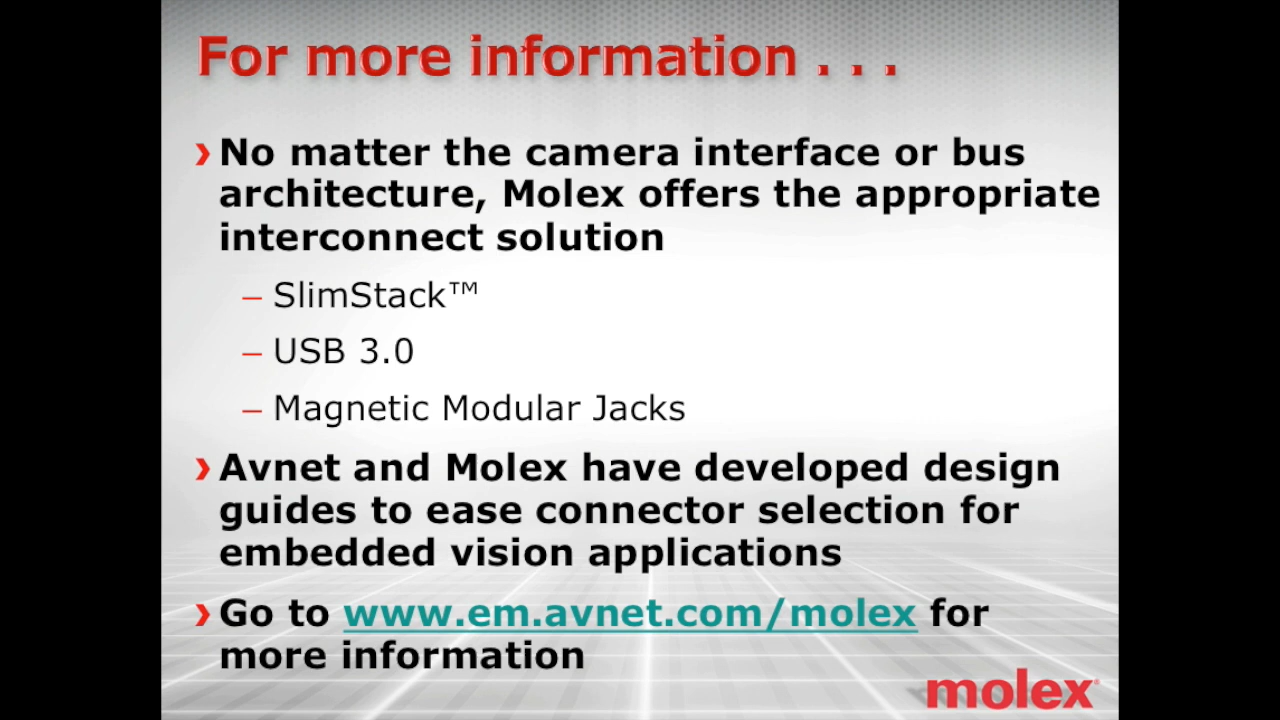 For more information . . .
› No matter the camera interface or bus
architecture, Molex offers the appropriate
interconnect solution
– SlimStack™
– USB 3.0
– Magnetic Modular Jacks
› Avnet and Molex have developed design
guides to ease connector selection for
embedded vision applications
› Go to www.em.avnet.com/molex for
more information
molex®